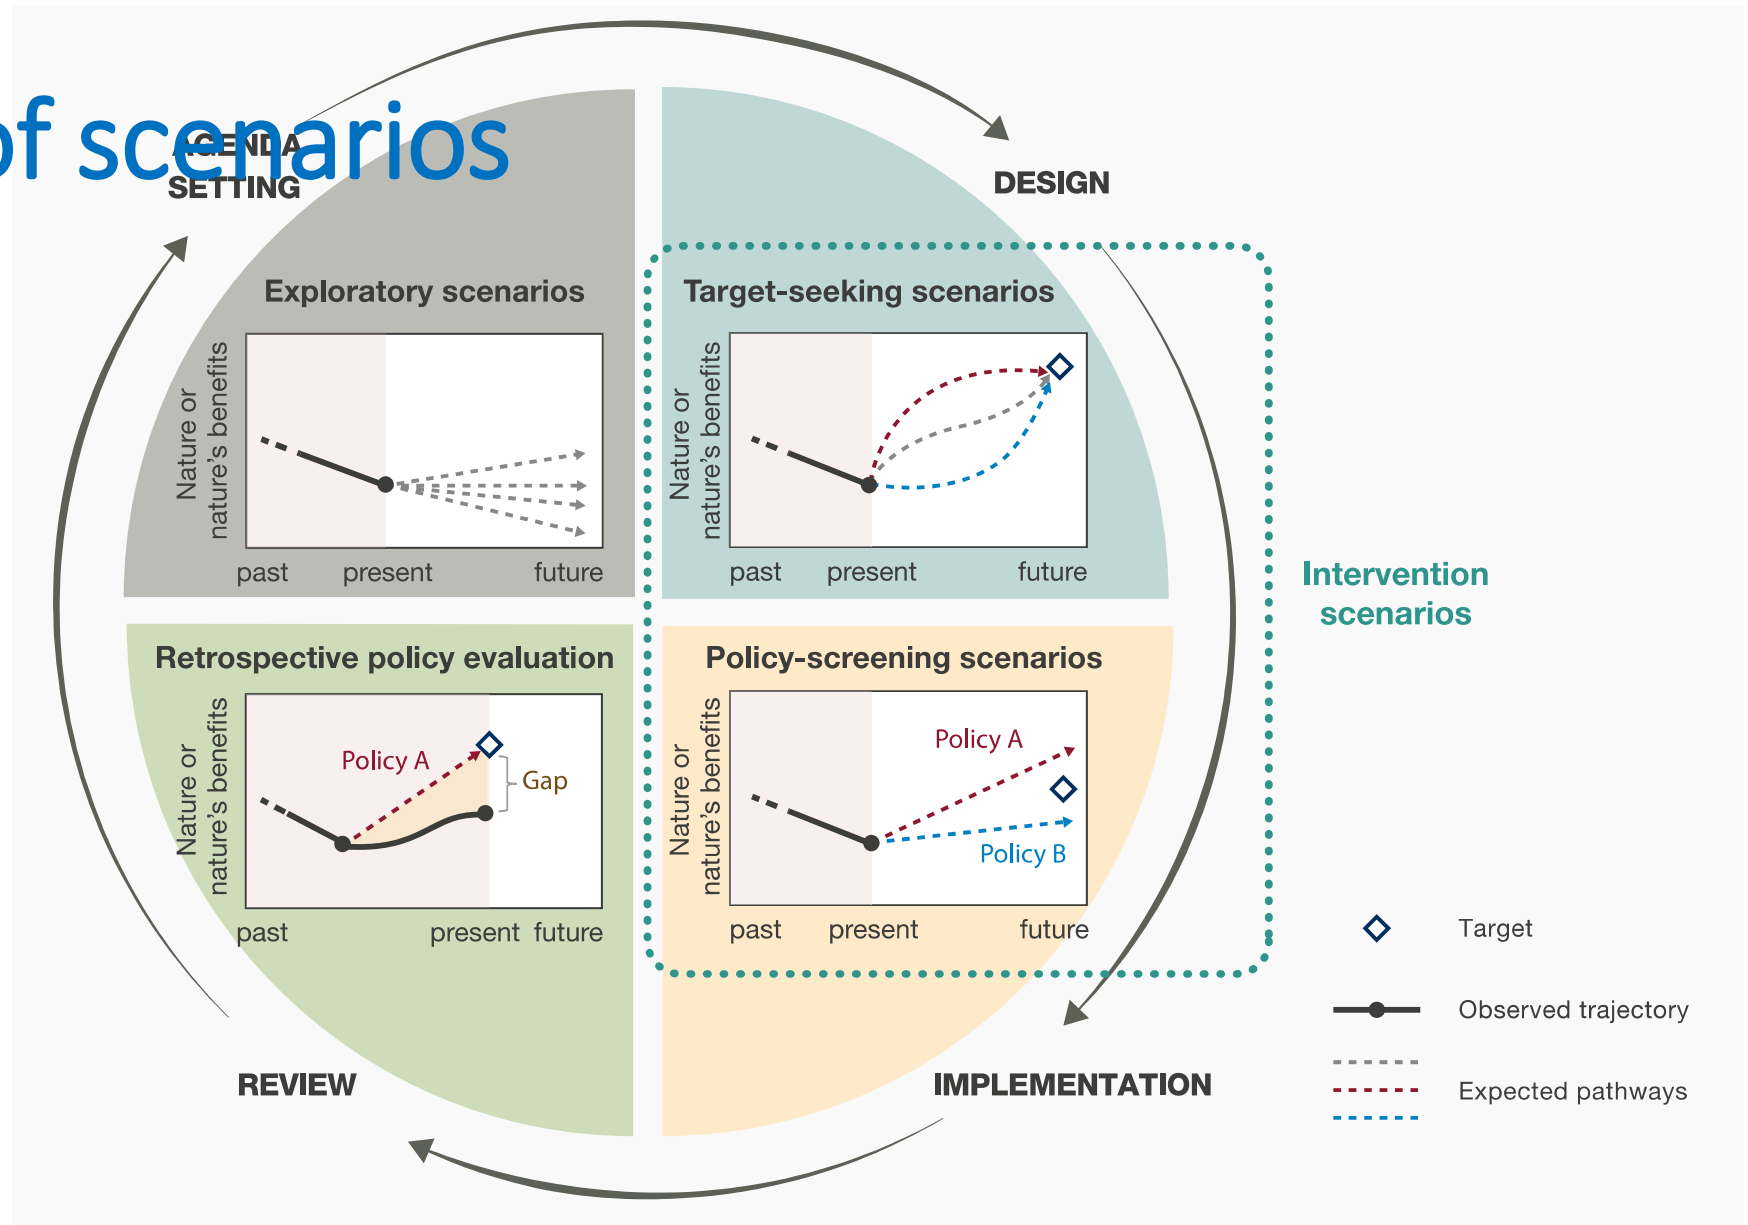 of scenarios
AGENDA
SETTING
DESIGN
Exploratory scenarios
Nature or
nature's benefits
past present future
Target-seeking scenarios
Nature or
nature's benefits
past present future
Intervention
scenarios
Retrospective policy evaluation
Nature or
nature's benefits
Policy A
Gap
past present future
Policy-screening scenarios
Nature or
nature's benefits
Policy A
Policy B
past present future
REVIEW
IMPLEMENTATION
Target
Observed trajectory
Expected pathways